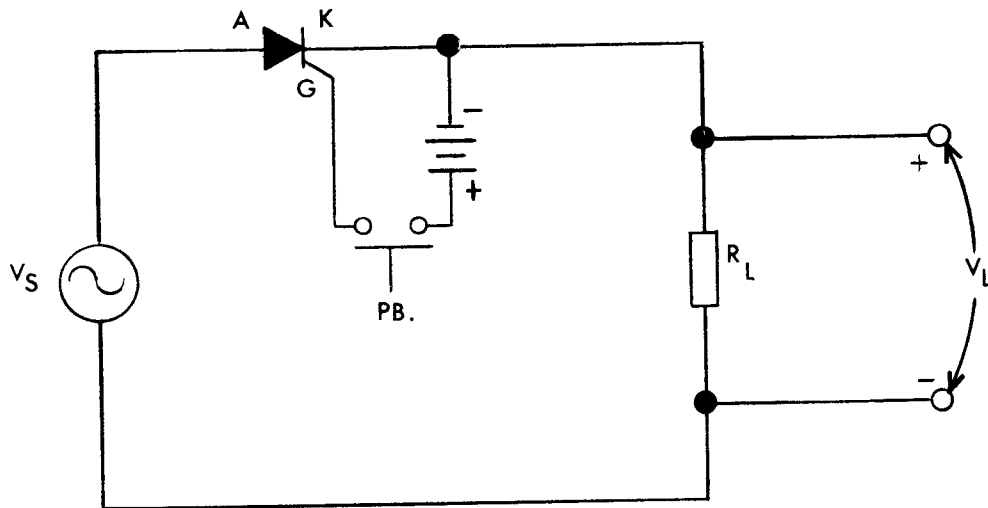 A K
G
-
+
+
V_S
PB.
R_L
V_L
-